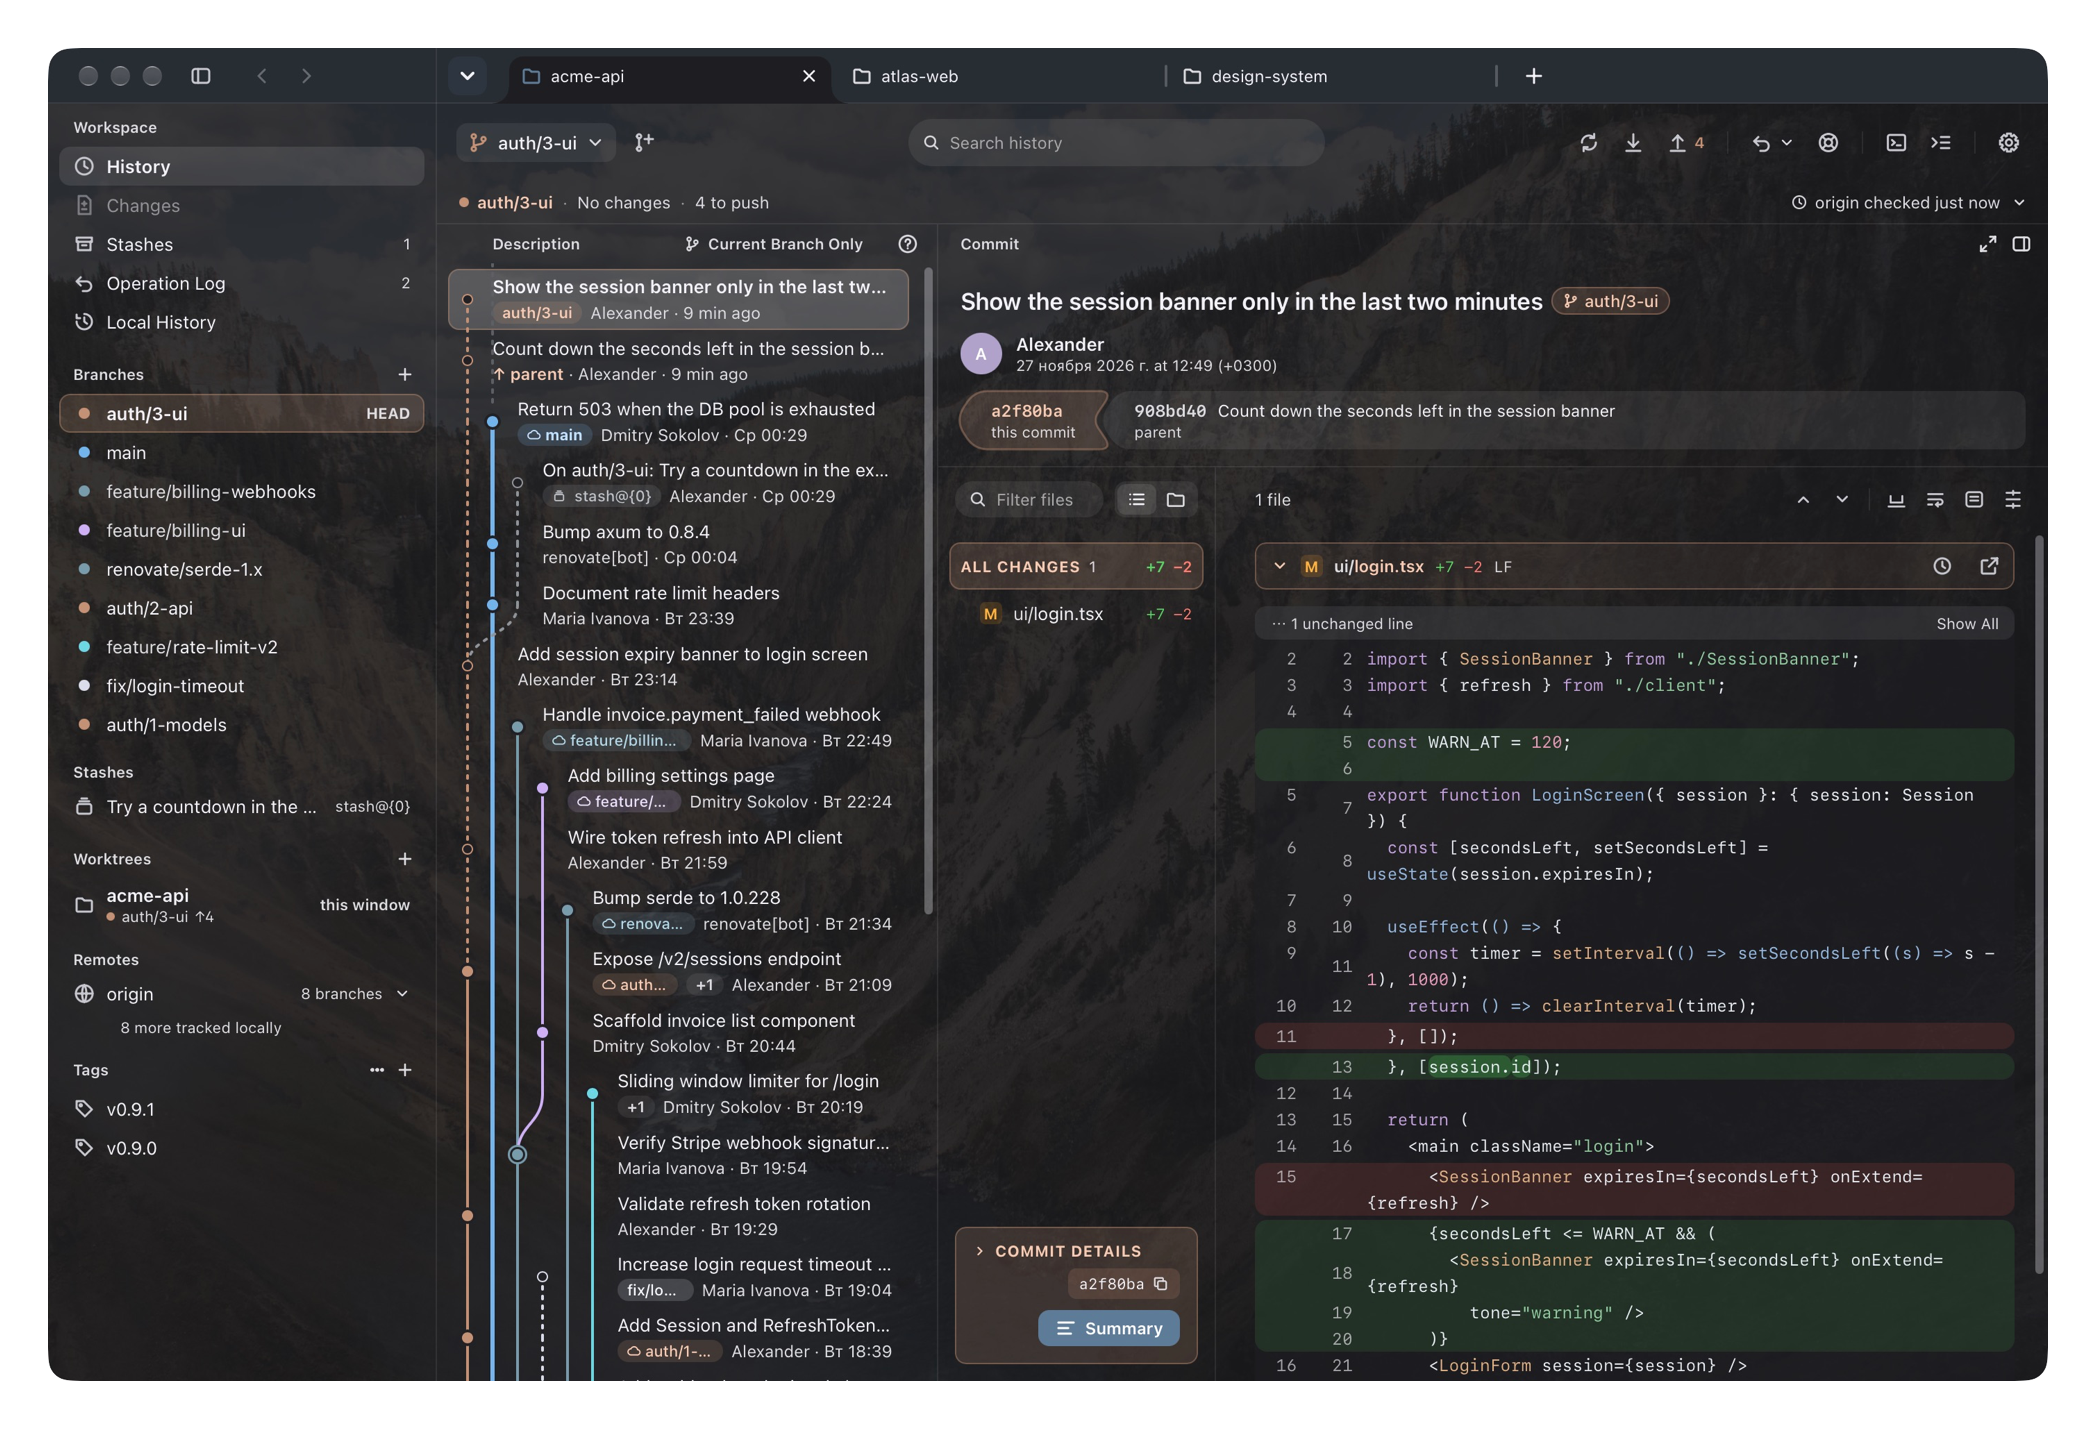 acme-api
atlas-web
design-system
Workspace
History
Changes
Stashes 1
Operation Log 2
Local History
Branches
auth/3-ui HEAD
main
feature/billing-webhooks
feature/billing-ui
renovate/serde-1.x
auth/2-api
feature/rate-limit-v2
fix/login-timeout
auth/1-models
Stashes
Try a countdown in the ... stash@{0}
Worktrees
acme-api
auth/3-ui ↑4
this window
Remotes
origin 8 branches
8 more tracked locally
Tags
v0.9.1
v0.9.0
auth/3-ui
Search history
4
auth/3-ui · No changes · 4 to push
origin checked just now
Description
Current Branch Only
Show the session banner only in the last tw...
auth/3-ui Alexander · 9 min ago
Count down the seconds left in the session b...
↑ parent · Alexander · 9 min ago
Return 503 when the DB pool is exhausted
main Dmitry Sokolov · Ср 00:29
On auth/3-ui: Try a countdown in the ex...
stash@{0} Alexander · Ср 00:29
Bump axum to 0.8.4
renovate[bot] · Ср 00:04
Document rate limit headers
Maria Ivanova · Вт 23:39
Add session expiry banner to login screen
Alexander · Вт 23:14
Handle invoice.payment_failed webhook
feature/billin... Maria Ivanova · Вт 22:49
Add billing settings page
feature/... Dmitry Sokolov · Вт 22:24
Wire token refresh into API client
Alexander · Вт 21:59
Bump serde to 1.0.228
renova... renovate[bot] · Вт 21:34
Expose /v2/sessions endpoint
auth... +1 Alexander · Вт 21:09
Scaffold invoice list component
Dmitry Sokolov · Вт 20:44
Sliding window limiter for /login
+1 Dmitry Sokolov · Вт 20:19
Verify Stripe webhook signatur...
Maria Ivanova · Вт 19:54
Validate refresh token rotation
Alexander · Вт 19:29
Increase login request timeout ...
fix/lo... Maria Ivanova · Вт 19:04
Add Session and RefreshToken...
auth/1-... Alexander · Вт 18:39
Commit
Show the session banner only in the last two minutes auth/3-ui
A
Alexander
27 ноября 2026 г. at 12:49 (+0300)
a2f80ba
this commit
908bd40 Count down the seconds left in the session banner
parent
Filter files
ALL CHANGES 1 +7 −2
M ui/login.tsx +7 −2
COMMIT DETAILS
a2f80ba
Summary
1 file
M ui/login.tsx +7 −2 LF
··· 1 unchanged line Show All
2 2 import { SessionBanner } from "./SessionBanner";
3 3 import { refresh } from "./client";
4 4
5 const WARN_AT = 120;
6
5 7 export function LoginScreen({ session }: { session: Session
}) {
6 8 const [secondsLeft, setSecondsLeft] =
useState(session.expiresIn);
7 9
8 10 useEffect(() => {
9 11 const timer = setInterval(() => setSecondsLeft((s) => s −
1), 1000);
10 12 return () => clearInterval(timer);
11 }, []);
13 }, [session.id]);
12 14
13 15 return (
14 16 <main className="login">
15 <SessionBanner expiresIn={secondsLeft} onExtend=
{refresh} />
17 {secondsLeft <= WARN_AT && (
18 <SessionBanner expiresIn={secondsLeft} onExtend=
{refresh}
19 tone="warning" />
20 )}
16 21 <LoginForm session={session} />